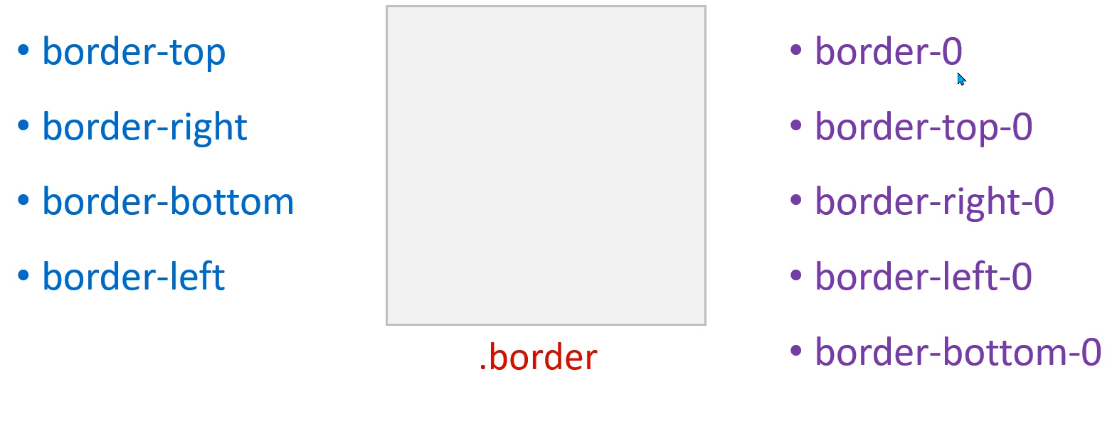 • border-top
• border-right
• border-bottom
• border-left
.border
• border-0
• border-top-0
• border-right-0
• border-left-0
• border-bottom-0